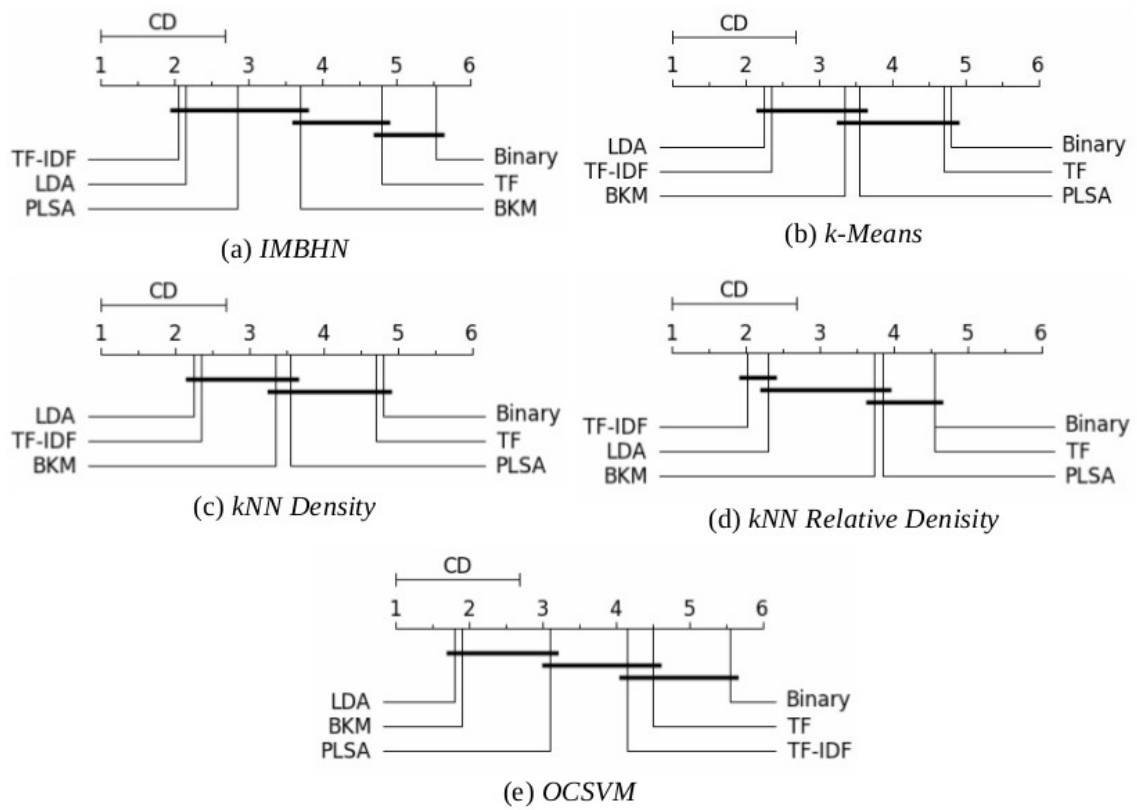 CD
1 2 3 4 5 6
TF-IDF
LDA
PLSA
Binary
TF
BKM
(a) IMBHN
CD
1 2 3 4 5 6
LDA
TF-IDF
BKM
Binary
TF
PLSA
(b) k-Means
CD
1 2 3 4 5 6
LDA
TF-IDF
BKM
Binary
TF
PLSA
(c) kNN Density
CD
1 2 3 4 5 6
TF-IDF
LDA
BKM
Binary
TF
PLSA
(d) kNN Relative Denisity
CD
1 2 3 4 5 6
LDA
BKM
PLSA
Binary
TF
TF-IDF
(e) OCSVM